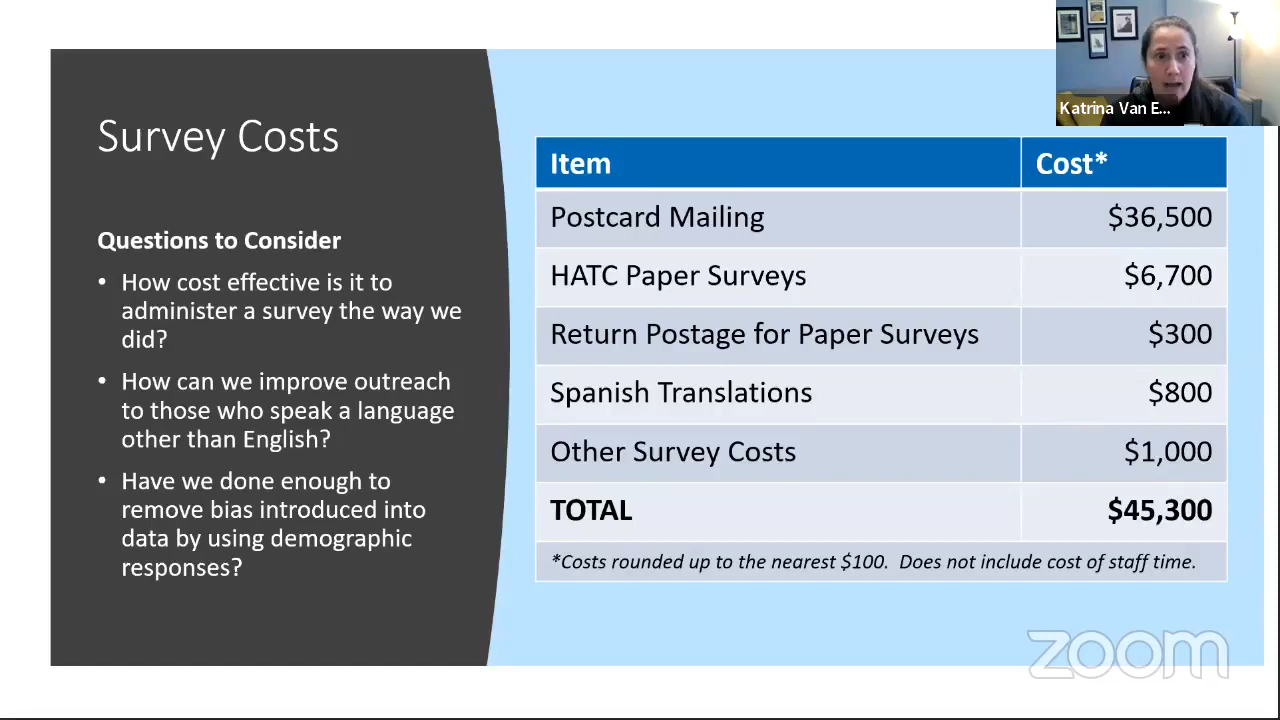 Survey Costs
Questions to Consider
• How cost effective is it to
administer a survey the way we
did?
• How can we improve outreach
to those who speak a language
other than English?
• Have we done enough to
remove bias introduced into
data by using demographic
responses?
Katrina Van E...
Item Cost*
Postcard Mailing $36,500
HATC Paper Surveys $6,700
Return Postage for Paper Surveys $300
Spanish Translations $800
Other Survey Costs $1,000
TOTAL $45,300
*Costs rounded up to the nearest $100. Does not include cost of staff time.
zoom